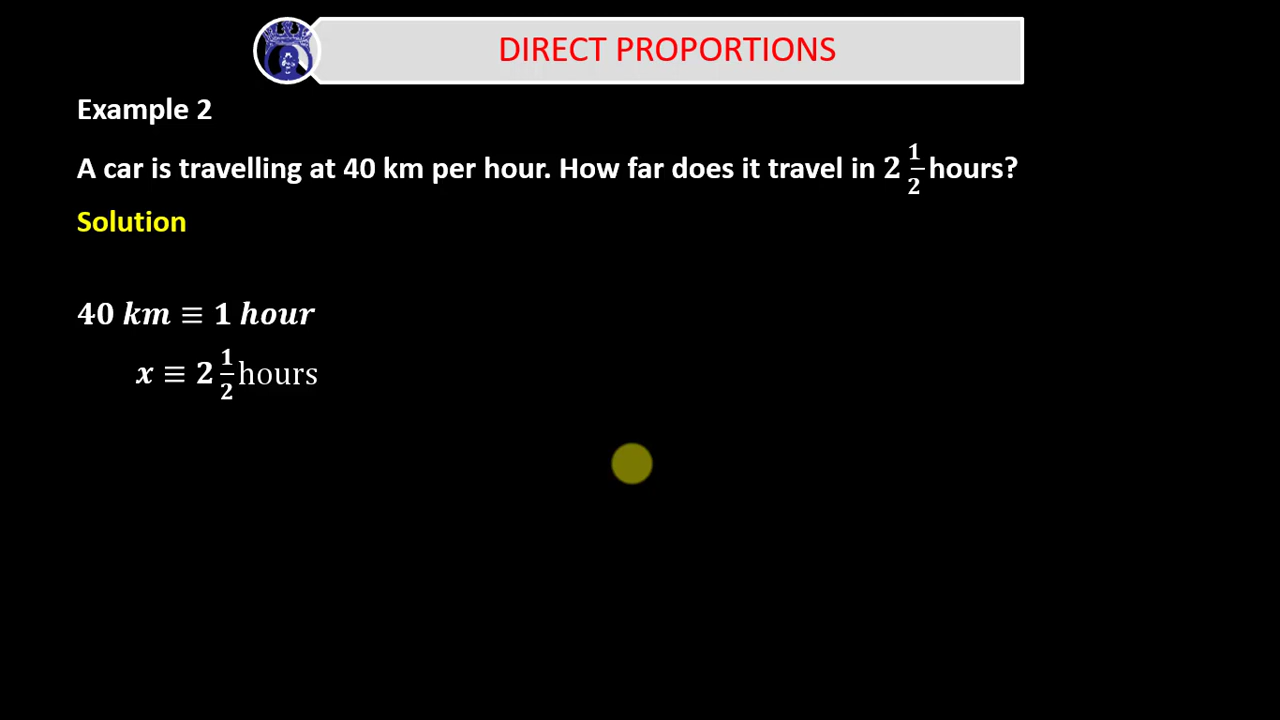 DIRECT PROPORTIONS
Example 2
A car is travelling at 40 km per hour. How far does it travel in 2 1/2 hours?
Solution
40 km ≡ 1 hour
x ≡ 2 1/2 hours